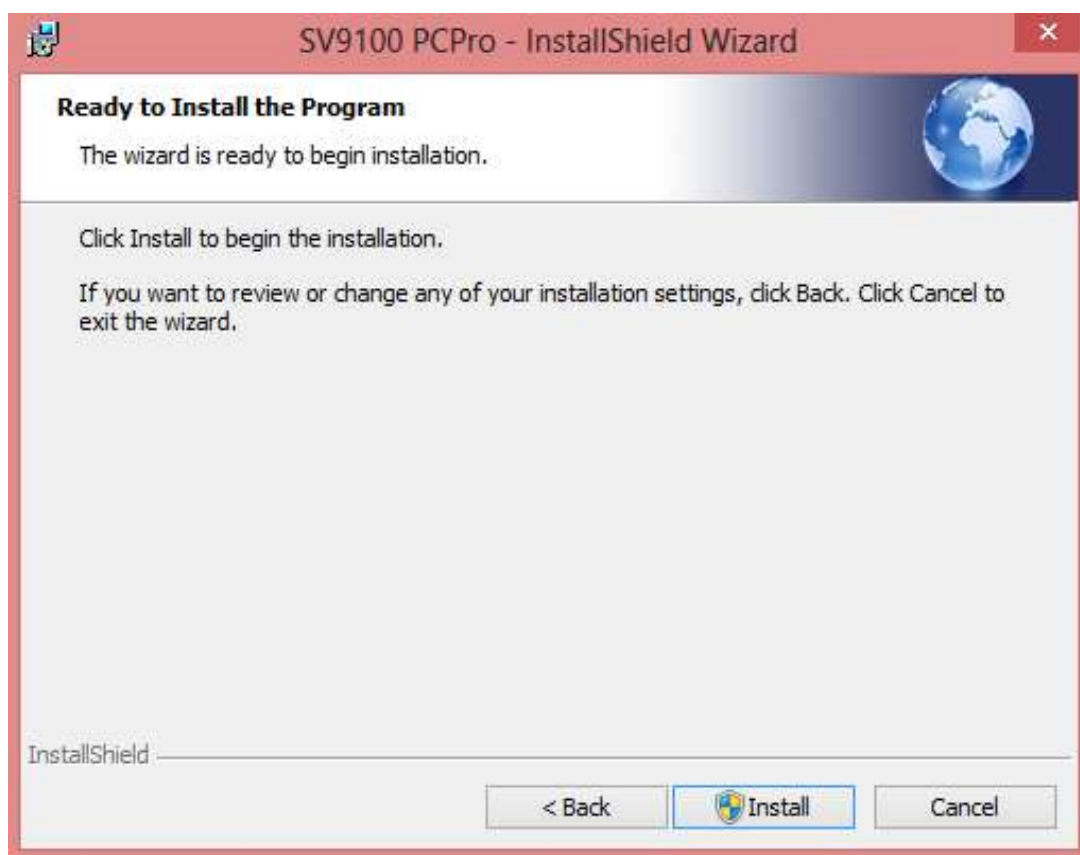 SV9100 PCPro - InstallShield Wizard
Ready to Install the Program
The wizard is ready to begin installation.
Click Install to begin the installation.
If you want to review or change any of your installation settings, click Back. Click Cancel to
exit the wizard.
InstallShield
< Back
Install
Cancel